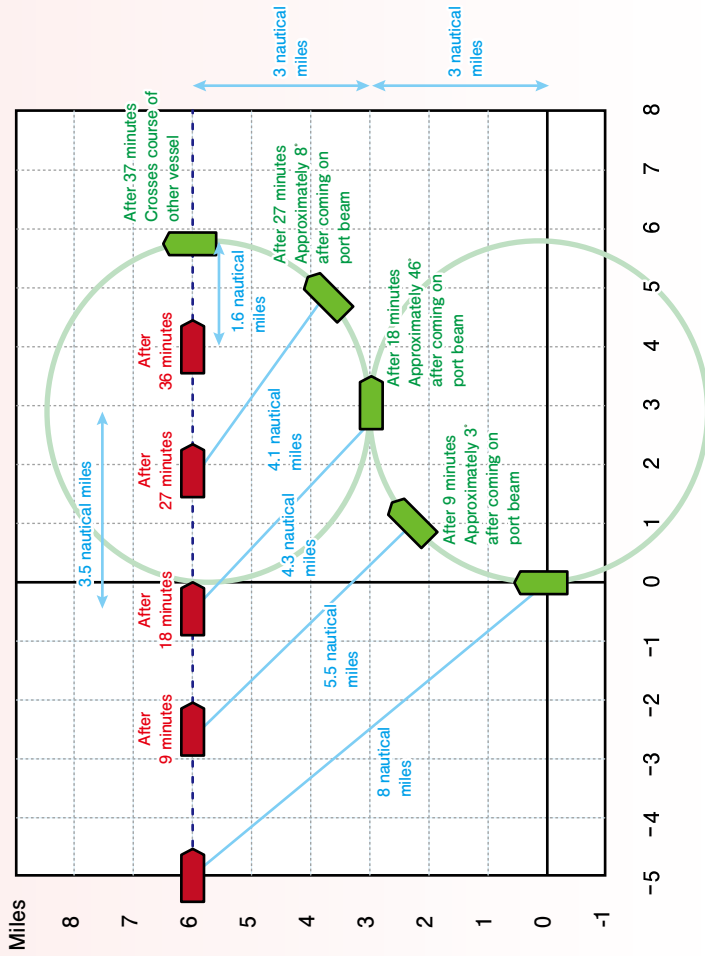 Miles
8
7
6
5
4
3
2
1
0
-1
-5
-4
-3
-2
-1
0
1
2
3
4
5
6
7
8
After
9 minutes
After
18 minutes
After
27 minutes
After
36 minutes
After 37 minutes
Crosses course of
other vessel
After 27 minutes
Approximately 8°
after coming on
port beam
After 18 minutes
Approximately 46°
after coming on
port beam
After 9 minutes
Approximately 3°
after coming on
port beam
3.5 nautical miles
1.6 nautical
miles
4.1 nautical
miles
4.3 nautical
miles
5.5 nautical
miles
8 nautical
miles
3 nautical
miles
3 nautical
miles